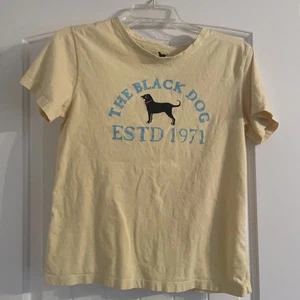 THE BLACK DOG
ESTD 1971